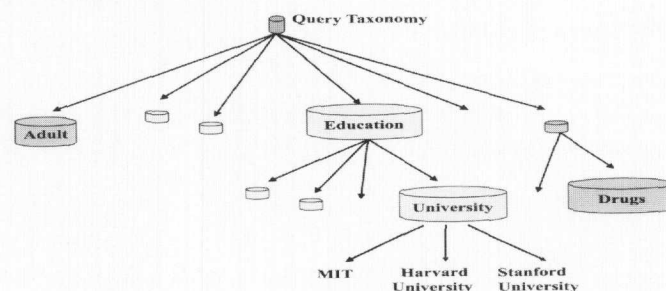 Query Taxonomy
Adult
Education
University
Drugs
MIT
Harvard
University
Stanford
University